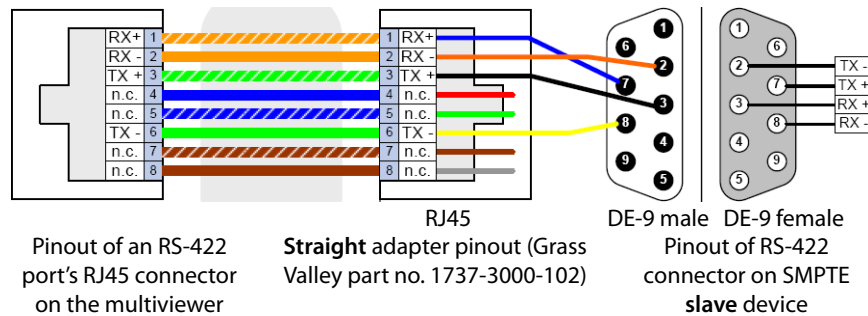 RX+ 1
RX - 2
TX + 3
n.c. 4
n.c. 5
TX - 6
n.c. 7
n.c. 8
1 RX+
2 RX -
3 TX +
4 n.c.
5 n.c.
6 TX -
7 n.c.
8 n.c.
1
6
2
7
3
8
4
9
5
1
6
2
7
3
8
4
9
5
TX -
TX +
RX +
RX -
RJ45
DE-9 male
DE-9 female
Pinout of an RS-422
port's RJ45 connector
on the multiviewer
Straight adapter pinout (Grass
Valley part no. 1737-3000-102)
Pinout of RS-422
connector on SMPTE
slave device